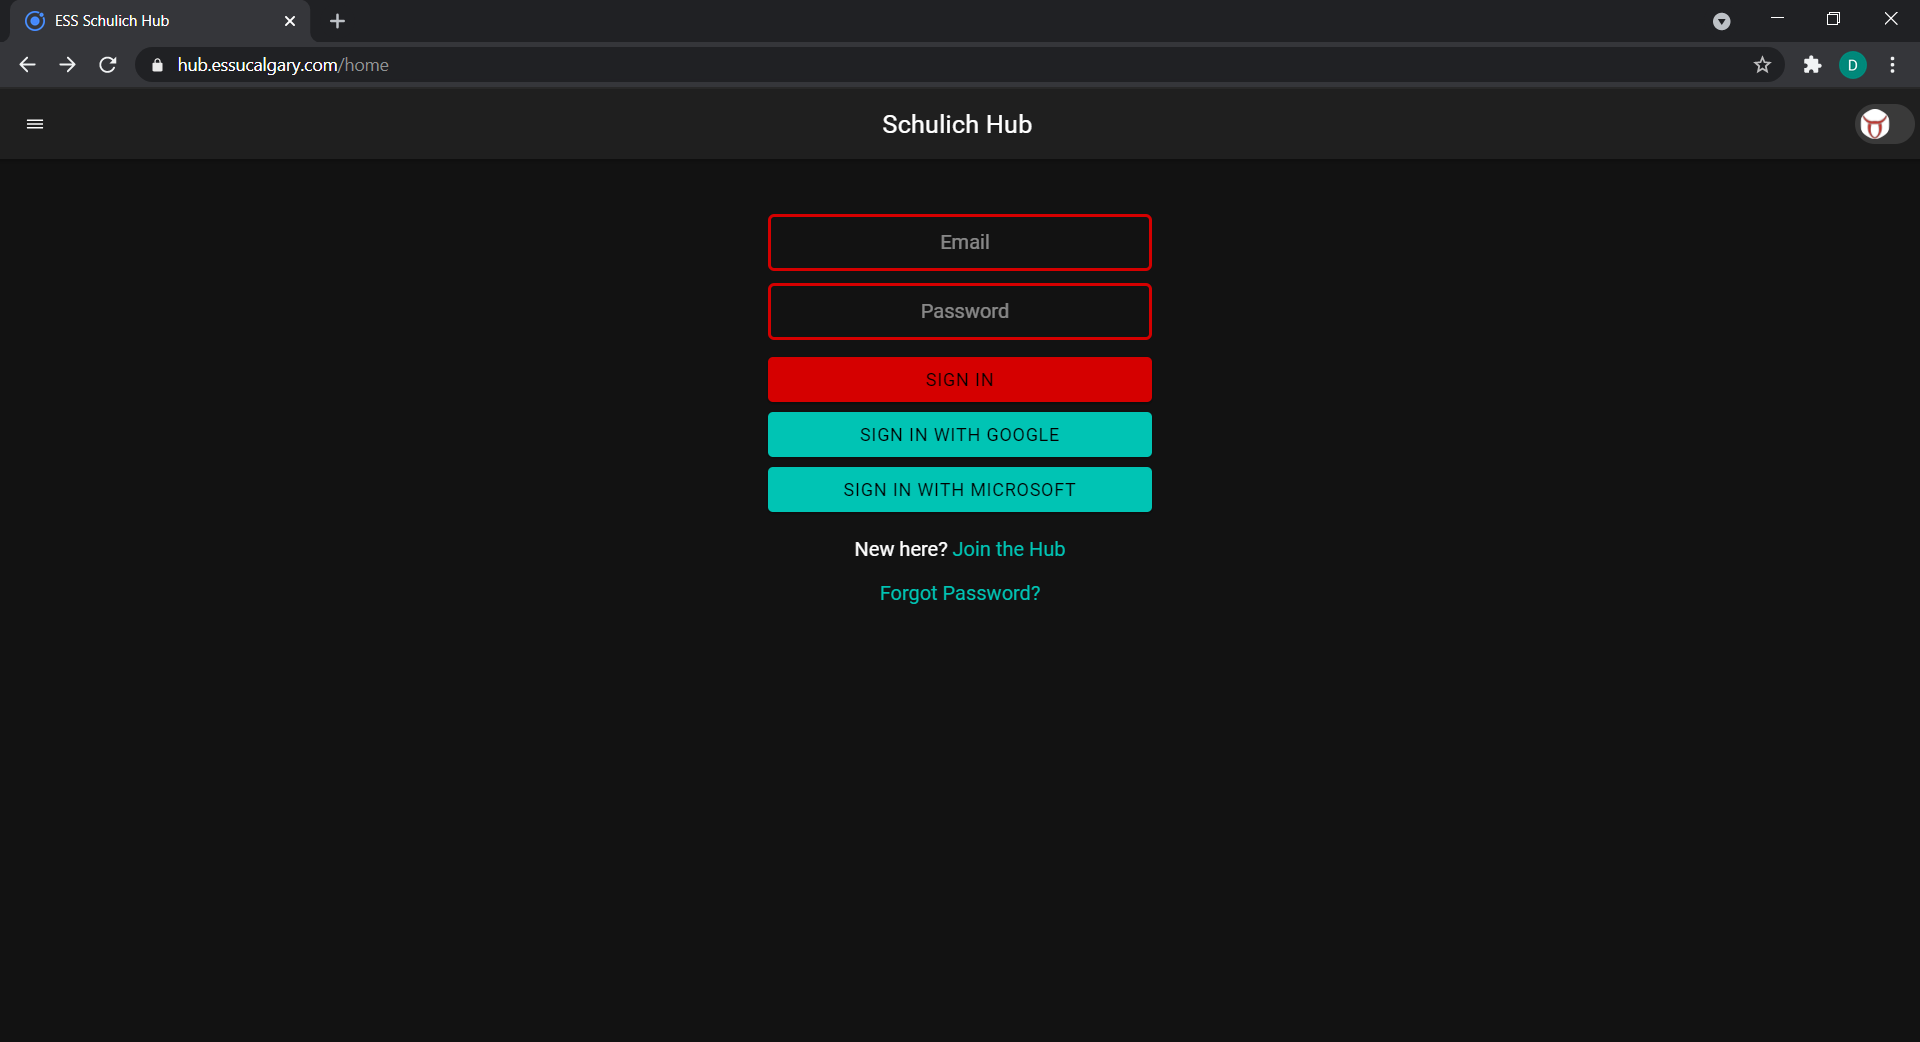 ESS Schulich Hub
hub.essucalgary.com/home
D
Schulich Hub
Email
Password
SIGN IN
SIGN IN WITH GOOGLE
SIGN IN WITH MICROSOFT
New here? Join the Hub
Forgot Password?